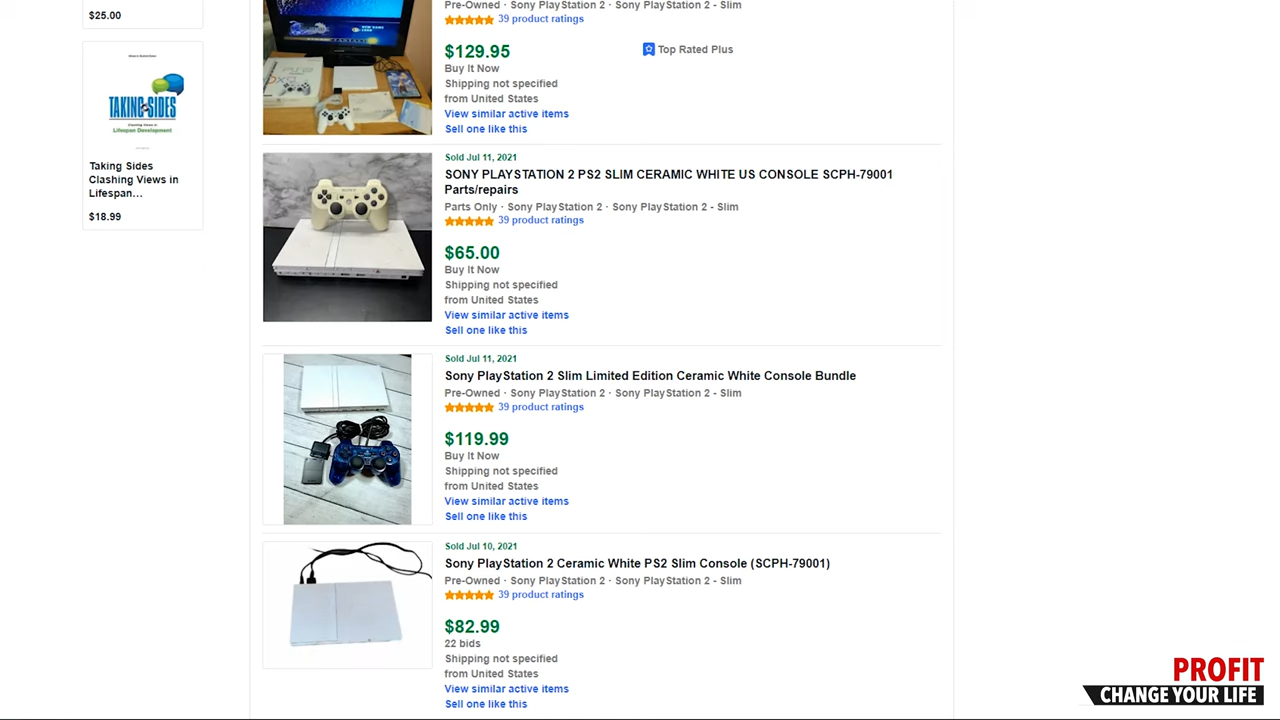 $25.00
TAKING SIDES
Clashing Views in
Lifespan Development
Taking Sides
Clashing Views in
Lifespan...
$18.99
Pre-Owned · Sony PlayStation 2 · Sony PlayStation 2 - Slim
39 product ratings
$129.95
Top Rated Plus
Buy It Now
Shipping not specified
from United States
View similar active items
Sell one like this
Sold Jul 11, 2021
SONY PLAYSTATION 2 PS2 SLIM CERAMIC WHITE US CONSOLE SCPH-79001
Parts/repairs
Parts Only · Sony PlayStation 2 · Sony PlayStation 2 - Slim
39 product ratings
$65.00
Buy It Now
Shipping not specified
from United States
View similar active items
Sell one like this
Sold Jul 11, 2021
Sony PlayStation 2 Slim Limited Edition Ceramic White Console Bundle
Pre-Owned · Sony PlayStation 2 · Sony PlayStation 2 - Slim
39 product ratings
$119.99
Buy It Now
Shipping not specified
from United States
View similar active items
Sell one like this
Sold Jul 10, 2021
Sony PlayStation 2 Ceramic White PS2 Slim Console (SCPH-79001)
Pre-Owned · Sony PlayStation 2 · Sony PlayStation 2 - Slim
39 product ratings
$82.99
22 bids
Shipping not specified
from United States
View similar active items
Sell one like this
PROFIT
CHANGE YOUR LIFE